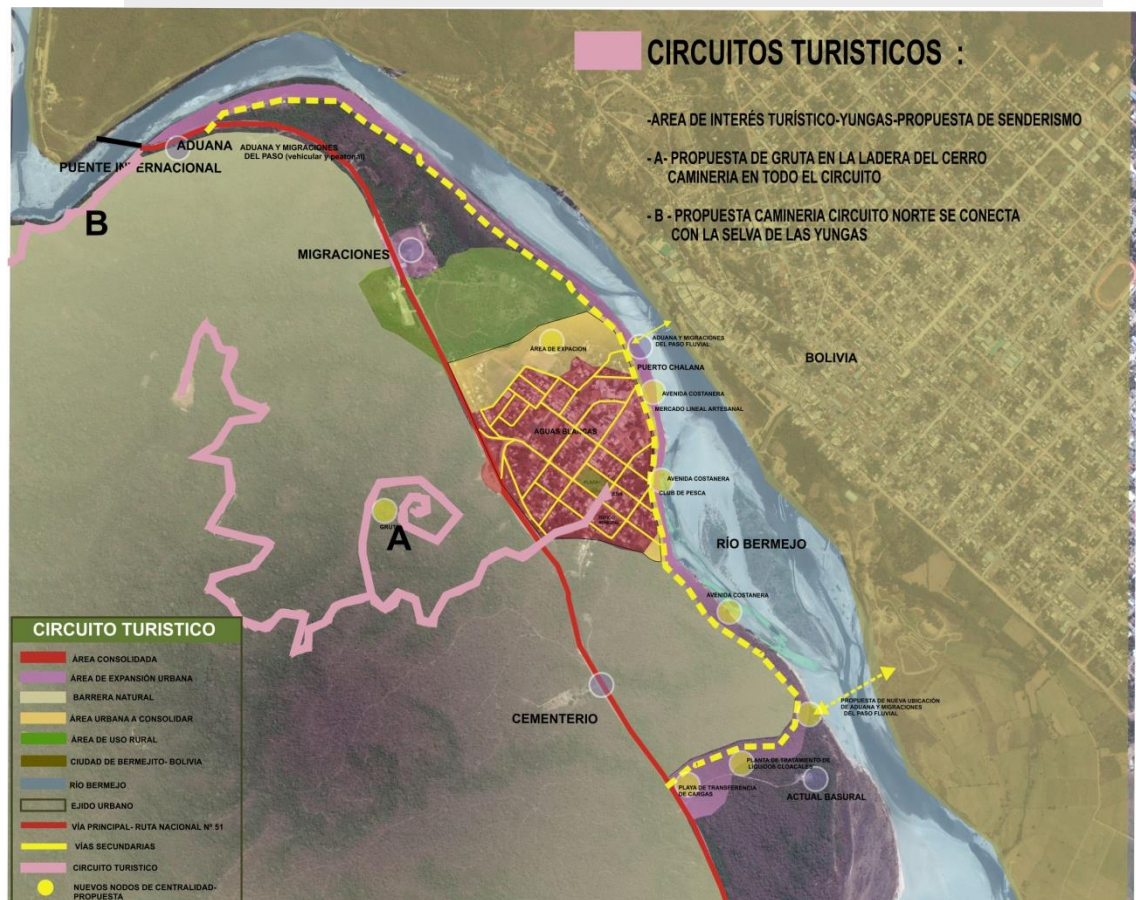 CIRCUITOS TURISTICOS :
-AREA DE INTERÉS TURÍSTICO-YUNGAS-PROPUESTA DE SENDERISMO
- A- PROPUESTA DE GRUTA EN LA LADERA DEL CERRO
CAMINERIA EN TODO EL CIRCUITO
- B - PROPUESTA CAMINERIA CIRCUITO NORTE SE CONECTA
CON LA SELVA DE LAS YUNGAS
ADUANA
ADUANA Y MIGRACIONES
DEL PASO (vehicular y peatonal)
PUENTE INTERNACIONAL
B
MIGRACIONES
ÁREA DE EXPACION
ADUANA Y MIGRACIONES
DEL PASO FLUVIAL
PUERTO CHALANA
BOLIVIA
AVENIDA COSTANERA
MERCADO LINEAL ARTESANAL
AGUAS BLANCAS
AVENIDA COSTANERA
CLUB DE PESCA
GRUTA
A
RÍO BERMEJO
AVENIDA COSTANERA
PROPUESTA DE NUEVA UBICACIÓN
DE ADUANA Y MIGRACIONES
DEL PASO FLUVIAL
CEMENTERIO
PLANTA DE TRATAMIENTO DE
LÍQUIDOS CLOACALES
PLAYA DE TRANSFERENCIA
DE CARGAS
ACTUAL BASURAL
CIRCUITO TURISTICO
ÁREA CONSOLIDADA
ÁREA DE EXPANSIÓN URBANA
BARRERA NATURAL
ÁREA URBANA A CONSOLIDAR
ÁREA DE USO RURAL
CIUDAD DE BERMEJITO- BOLIVIA
RÍO BERMEJO
EJIDO URBANO
VÍA PRINCIPAL- RUTA NACIONAL Nº 51
VÍAS SECUNDARIAS
CIRCUITO TURISTICO
NUEVOS NODOS DE CENTRALIDAD-
PROPUESTA